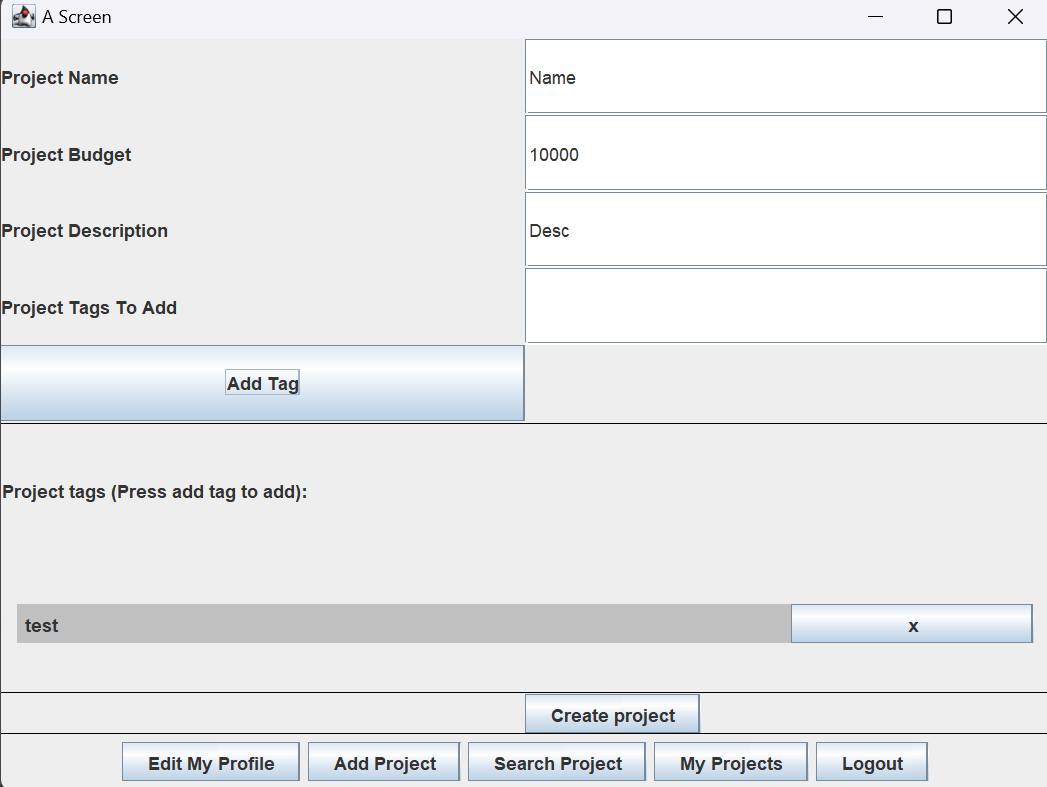 A Screen
Project Name
Name
Project Budget
10000
Project Description
Desc
Project Tags To Add
Add Tag
Project tags (Press add tag to add):
test
x
Create project
Edit My Profile
Add Project
Search Project
My Projects
Logout